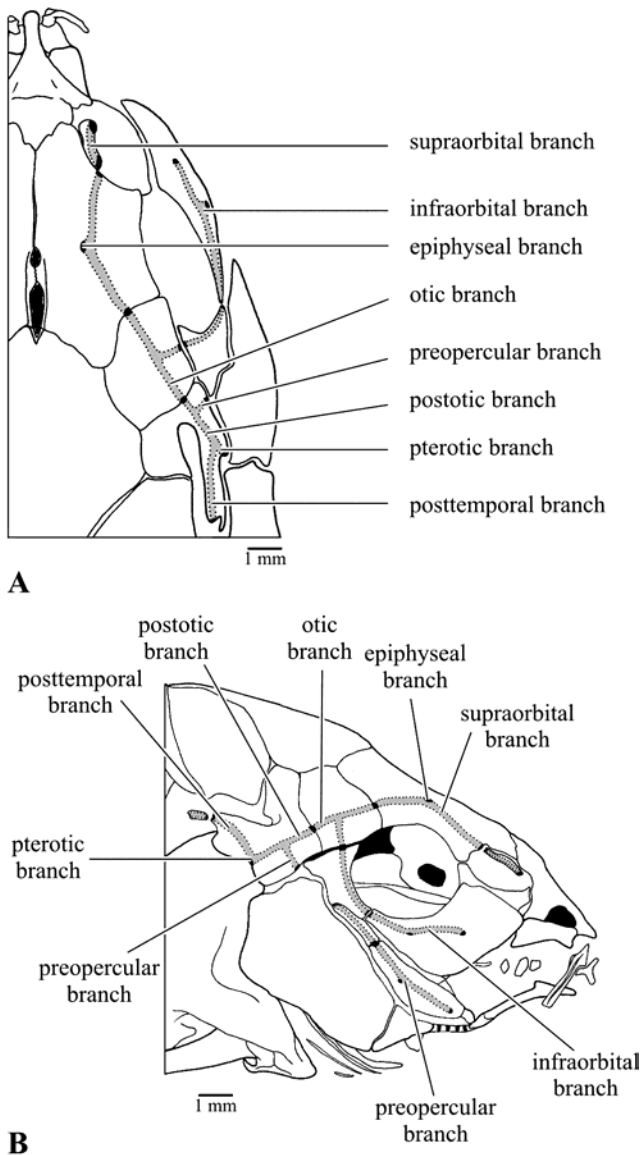 supraorbital branch
infraorbital branch
epiphyseal branch
otic branch
preopercular branch
postotic branch
pterotic branch
posttemporal branch
1 mm
A
postotic
branch
otic
branch
epiphyseal
branch
posttemporal
branch
supraorbital
branch
pterotic
branch
preopercular
branch
infraorbital
branch
preopercular
branch
1 mm
B